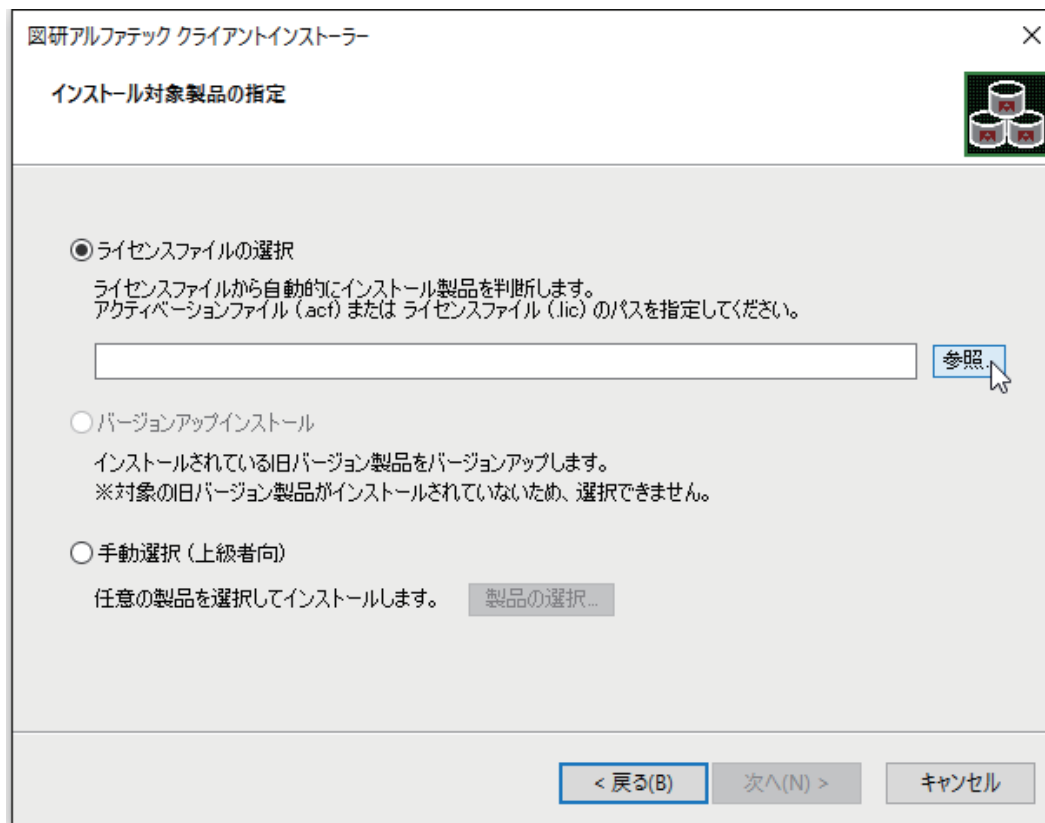 図研アルファテック クライアントインストーラー
インストール対象製品の指定
ライセンスファイルの選択
ライセンスファイルから自動的にインストール製品を判断します。
アクティベーションファイル (.acf) または ライセンスファイル (.lic) のパスを指定してください。
参照...
バージョンアップインストール
インストールされている旧バージョン製品をバージョンアップします。
※対象の旧バージョン製品がインストールされていないため、選択できません。
手動選択 (上級者向)
任意の製品を選択してインストールします。 製品の選択...
< 戻る(B) 次へ(N) > キャンセル